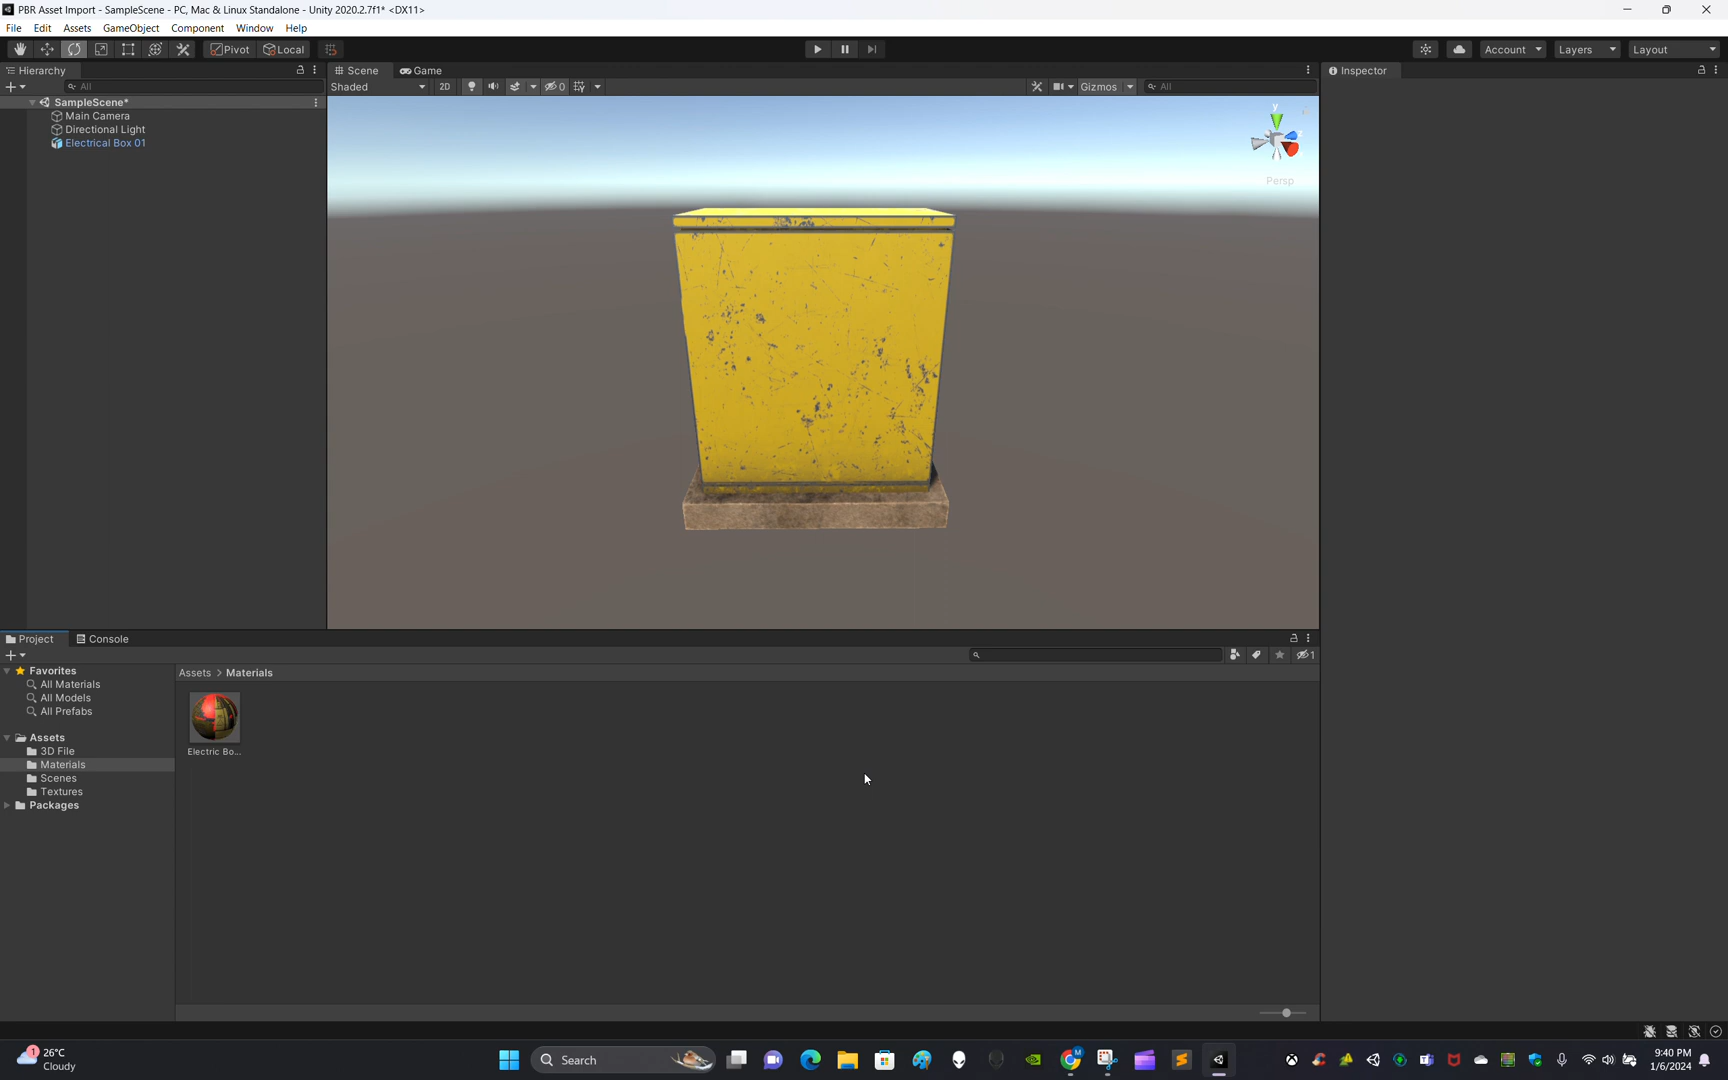 PBR Asset Import - SampleScene - PC, Mac & Linux Standalone - Unity 2020.2.7f1* <DX11>
File Edit Assets GameObject Component Window Help
Pivot Local Account Layers Layout
Hierarchy Scene Game Inspector
All Shaded 2D 0 Gizmos All
SampleScene*
Main Camera
Directional Light
Electrical Box 01
y
Persp
Project Console
1
Favorites
All Materials
All Models
All Prefabs
Assets > Materials
Electric Bo...
Assets
3D File
Materials
Scenes
Textures
Packages
1
26°C
Cloudy
Search
M
9:40 PM
1/6/2024